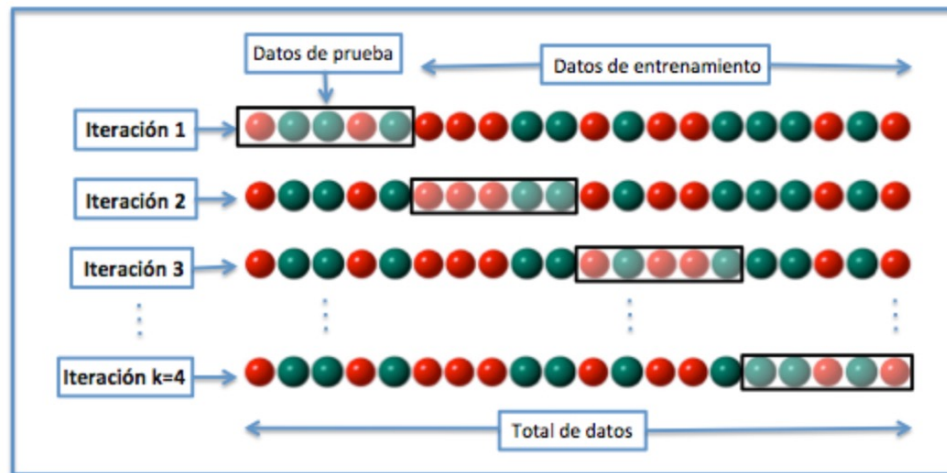 Datos de prueba
Datos de entrenamiento
Iteración 1
Iteración 2
Iteración 3
Iteración k=4
Total de datos